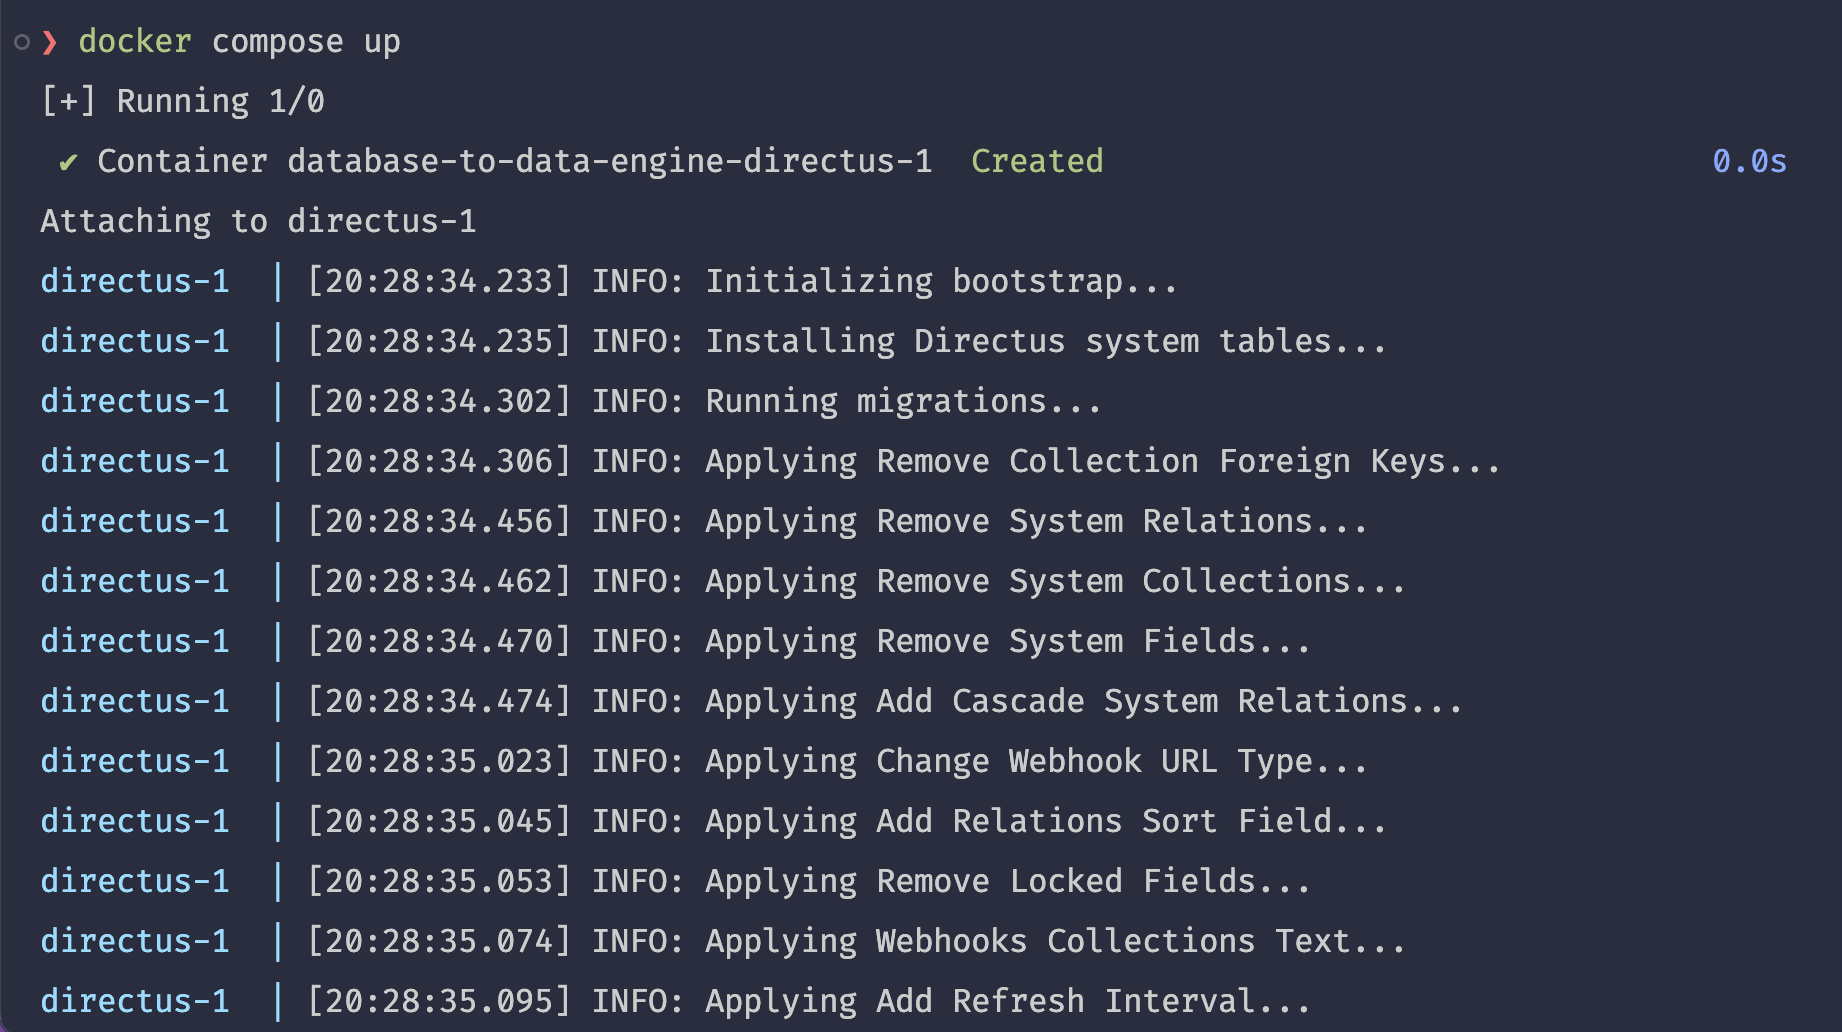 ❯ docker compose up
[+] Running 1/0
✔ Container database-to-data-engine-directus-1  Created  0.0s
Attaching to directus-1
directus-1  | [20:28:34.233] INFO: Initializing bootstrap...
directus-1  | [20:28:34.235] INFO: Installing Directus system tables...
directus-1  | [20:28:34.302] INFO: Running migrations...
directus-1  | [20:28:34.306] INFO: Applying Remove Collection Foreign Keys...
directus-1  | [20:28:34.456] INFO: Applying Remove System Relations...
directus-1  | [20:28:34.462] INFO: Applying Remove System Collections...
directus-1  | [20:28:34.470] INFO: Applying Remove System Fields...
directus-1  | [20:28:34.474] INFO: Applying Add Cascade System Relations...
directus-1  | [20:28:35.023] INFO: Applying Change Webhook URL Type...
directus-1  | [20:28:35.045] INFO: Applying Add Relations Sort Field...
directus-1  | [20:28:35.053] INFO: Applying Remove Locked Fields...
directus-1  | [20:28:35.074] INFO: Applying Webhooks Collections Text...
directus-1  | [20:28:35.095] INFO: Applying Add Refresh Interval...